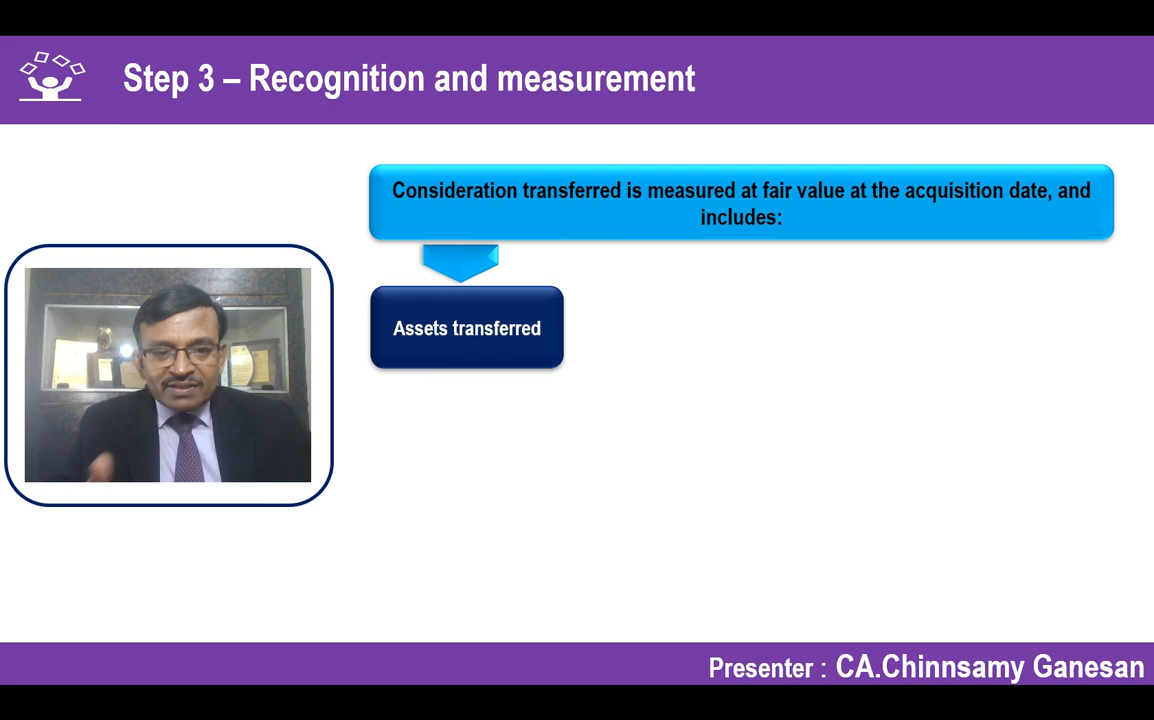 Step 3 – Recognition and measurement
Consideration transferred is measured at fair value at the acquisition date, and
includes:
Assets transferred
Presenter : CA.Chinnsamy Ganesan